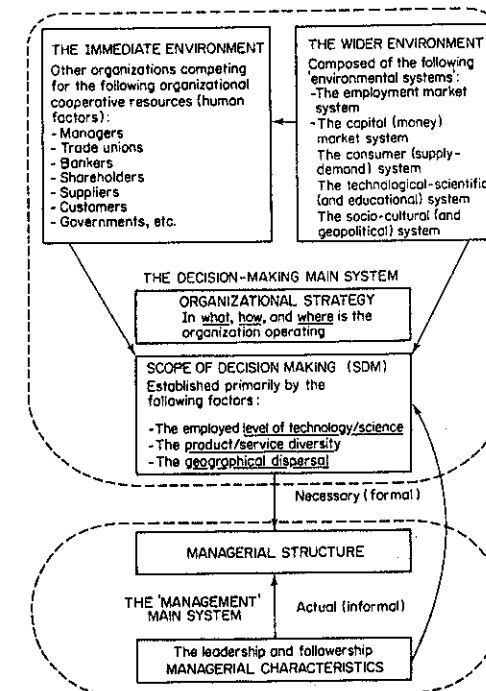 THE IMMEDIATE ENVIRONMENT
Other organizations competing
for the following organizational
cooperative resources (human
factors):
- Managers
- Trade unions
- Bankers
- Shareholders
- Suppliers
- Customers
- Governments, etc.
THE WIDER ENVIRONMENT
Composed of the following
'environmental systems':
-The employment market
system
-The capital (money)
market system
The consumer (supply-
demand) system
The technological-scientific
(and educational) system
The socio-cultural (and
geopolitical) system
THE DECISION-MAKING MAIN SYSTEM
ORGANIZATIONAL STRATEGY
In what, how, and where is the
organization operating
SCOPE OF DECISION MAKING (SDM)
Established primarily by the
following factors:
-The employed level of technology/science
-The product/service diversity
-The geographical dispersal
Necessary (formal)
MANAGERIAL STRUCTURE
THE 'MANAGEMENT'
MAIN SYSTEM
Actual (informal)
The leadership and followership
MANAGERIAL CHARACTERISTICS